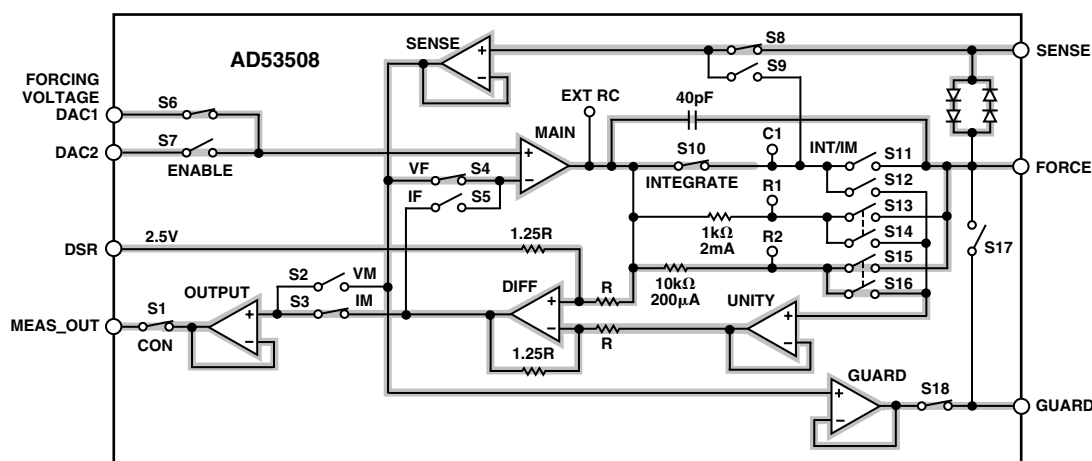 AD53508
SENSE
S8
SENSE
S9
FORCING
VOLTAGE
DAC1
S6
EXT RC
40pF
C1
INT/IM
MAIN
S10
S11
FORCE
DAC2
S7
ENABLE
VF
S4
INTEGRATE
S12
IF
S5
R1
S13
1kΩ
2mA
S14
S17
DSR
2.5V
1.25R
R2
S15
S2
VM
10kΩ
200µA
S16
OUTPUT
S3
IM
DIFF
R
UNITY
MEAS_OUT
S1
CON
R
1.25R
GUARD
S18
GUARD